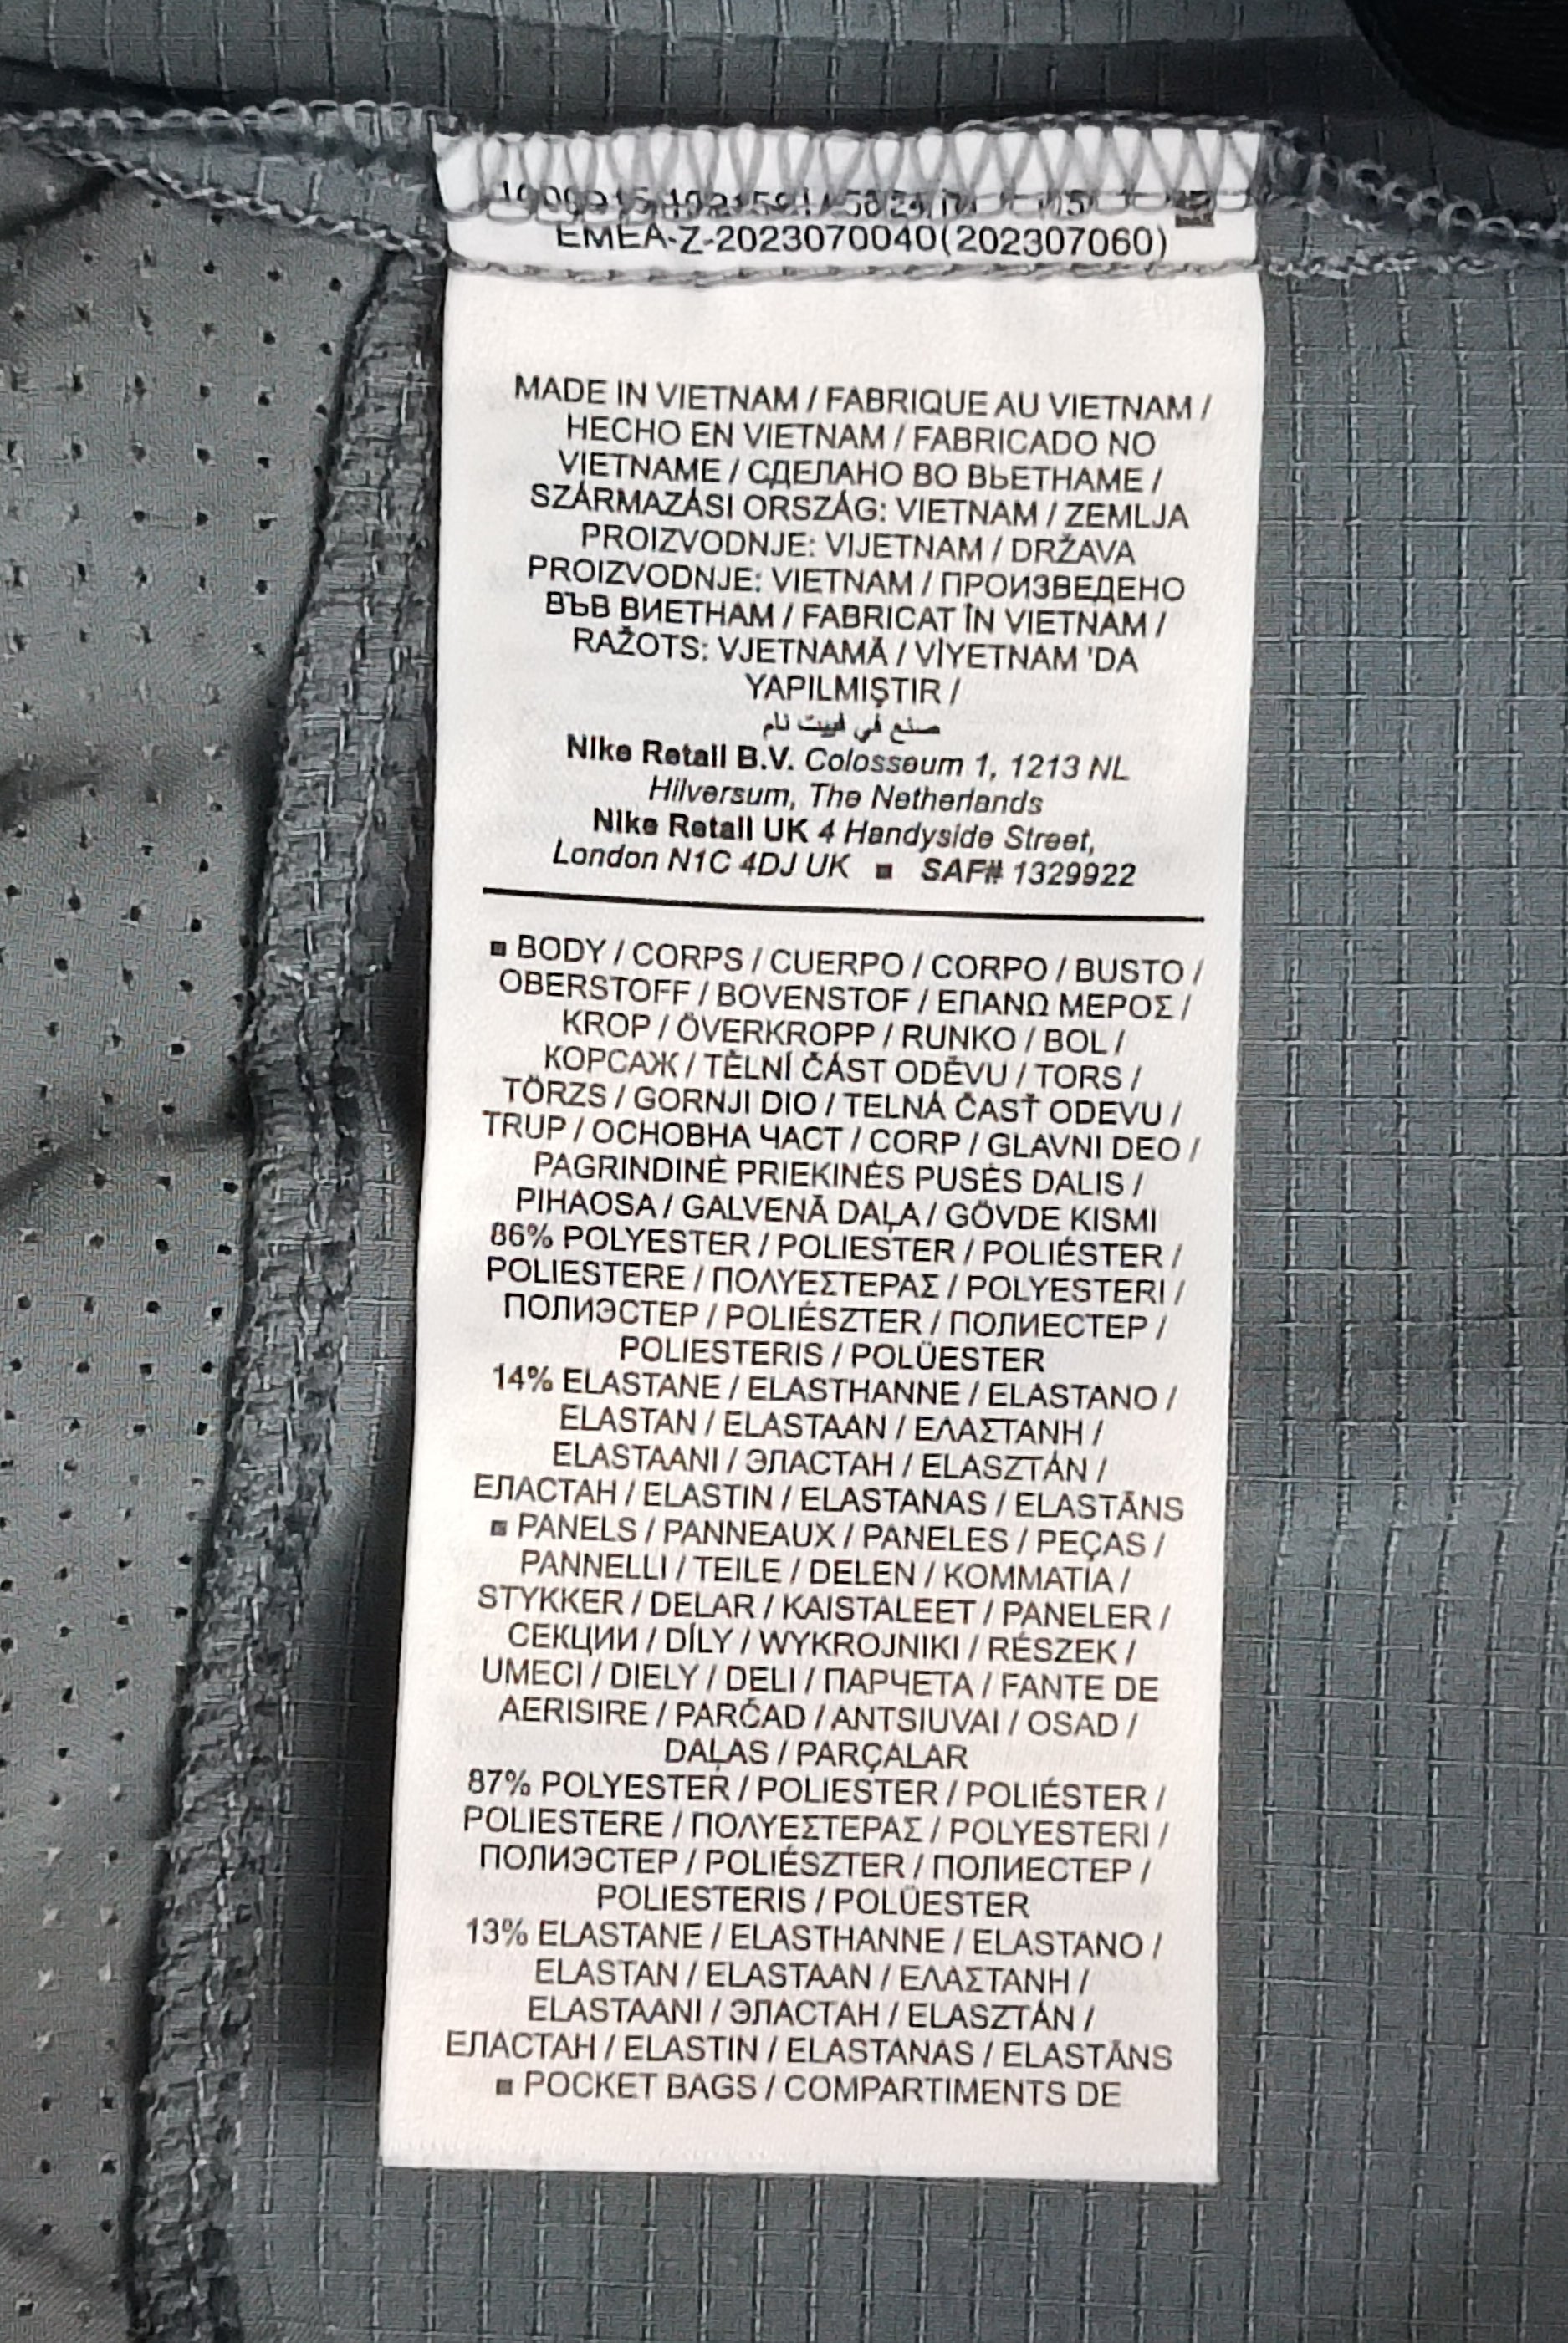 EMEA-Z-2023070040(202307060)
MADE IN VIETNAM / FABRIQUE AU VIETNAM /
HECHO EN VIETNAM / FABRICADO NO
VIETNAME / СДЕЛАНО ВО ВЬЕТНАМЕ /
SZÁRMAZÁSI ORSZÁG: VIETNAM / ZEMLJA
PROIZVODNJE: VIJETNAM / DRŽAVA
PROIZVODNJE: VIETNAM / ПРОИЗВЕДЕНО
ВЪВ ВИЕТНАМ / FABRICAT ÎN VIETNAM /
RAŽOTS: VJETNAMĀ / VİYETNAM 'DA
YAPILMIŞTIR /
صنع في فييت نام
Nike Retail B.V. Colosseum 1, 1213 NL
Hilversum, The Netherlands
Nike Retail UK 4 Handyside Street,
London N1C 4DJ UK ■ SAF# 1329922
■ BODY / CORPS / CUERPO / CORPO / BUSTO /
OBERSTOFF / BOVENSTOF / ΕΠΑΝΩ ΜΕΡΟΣ /
KROP / ÖVERKROPP / RUNKO / BOL /
КОРСАЖ / TĚLNÍ ČÁST ODĚVU / TORS /
TÖRZS / GORNJI DIO / TELNÁ ČASŤ ODEVU /
TRUP / ОСНОВНА ЧАСТ / CORP / GLAVNI DEO /
PAGRINDINĖ PRIEKINĖS PUSĖS DALIS /
PIHAOSA / GALVENĀ DAĻA / GÖVDE KISMI
86% POLYESTER / POLIESTER / POLIÉSTER /
POLIESTERE / ΠΟΛΥΕΣΤΕΡΑΣ / POLYESTERI /
ПОЛИЭСТЕР / POLIÉSZTER / ПОЛИЕСТЕР /
POLIESTERIS / POLÜESTER
14% ELASTANE / ELASTHANNE / ELASTANO /
ELASTAN / ELASTAAN / ΕΛΑΣΤΑΝΗ /
ELASTAANI / ЭЛАСТАН / ELASZTÁN /
ЕЛАСТАН / ELASTIN / ELASTANAS / ELASTĀNS
■ PANELS / PANNEAUX / PANELES / PEÇAS /
PANNELLI / TEILE / DELEN / KOMMATIA /
STYKKER / DELAR / KAISTALEET / PANELER /
СЕКЦИИ / DÍLY / WYKROJNIKI / RÉSZEK /
UMECI / DIELY / DELI / ПАРЧЕТА / FANTE DE
AERISIRE / PARČAD / ANTSIUVAI / OSAD /
DAĻAS / PARÇALAR
87% POLYESTER / POLIESTER / POLIÉSTER /
POLIESTERE / ΠΟΛΥΕΣΤΕΡΑΣ / POLYESTERI /
ПОЛИЭСТЕР / POLIÉSZTER / ПОЛИЕСТЕР /
POLIESTERIS / POLÜESTER
13% ELASTANE / ELASTHANNE / ELASTANO /
ELASTAN / ELASTAAN / ΕΛΑΣΤΑΝΗ /
ELASTAANI / ЭЛАСТАН / ELASZTÁN /
ЕЛАСТАН / ELASTIN / ELASTANAS / ELASTĀNS
■ POCKET BAGS / COMPARTIMENTS DE